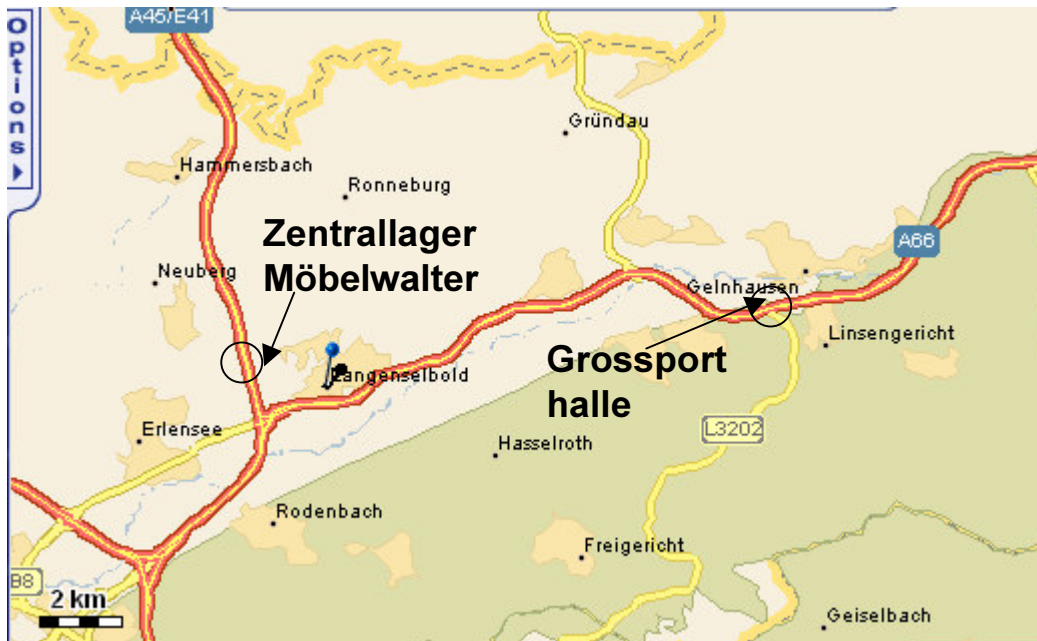 Options
A45/E41
Gründau
Hammersbach
Ronneburg
Zentrallager
Möbelwalter
A66
Neuberg
Gelnhausen
Linsengericht
Grossport
halle
Langenselbold
L3202
Erlensee
Hasselroth
Rodenbach
Freigericht
B8
2 km
Geiselbach